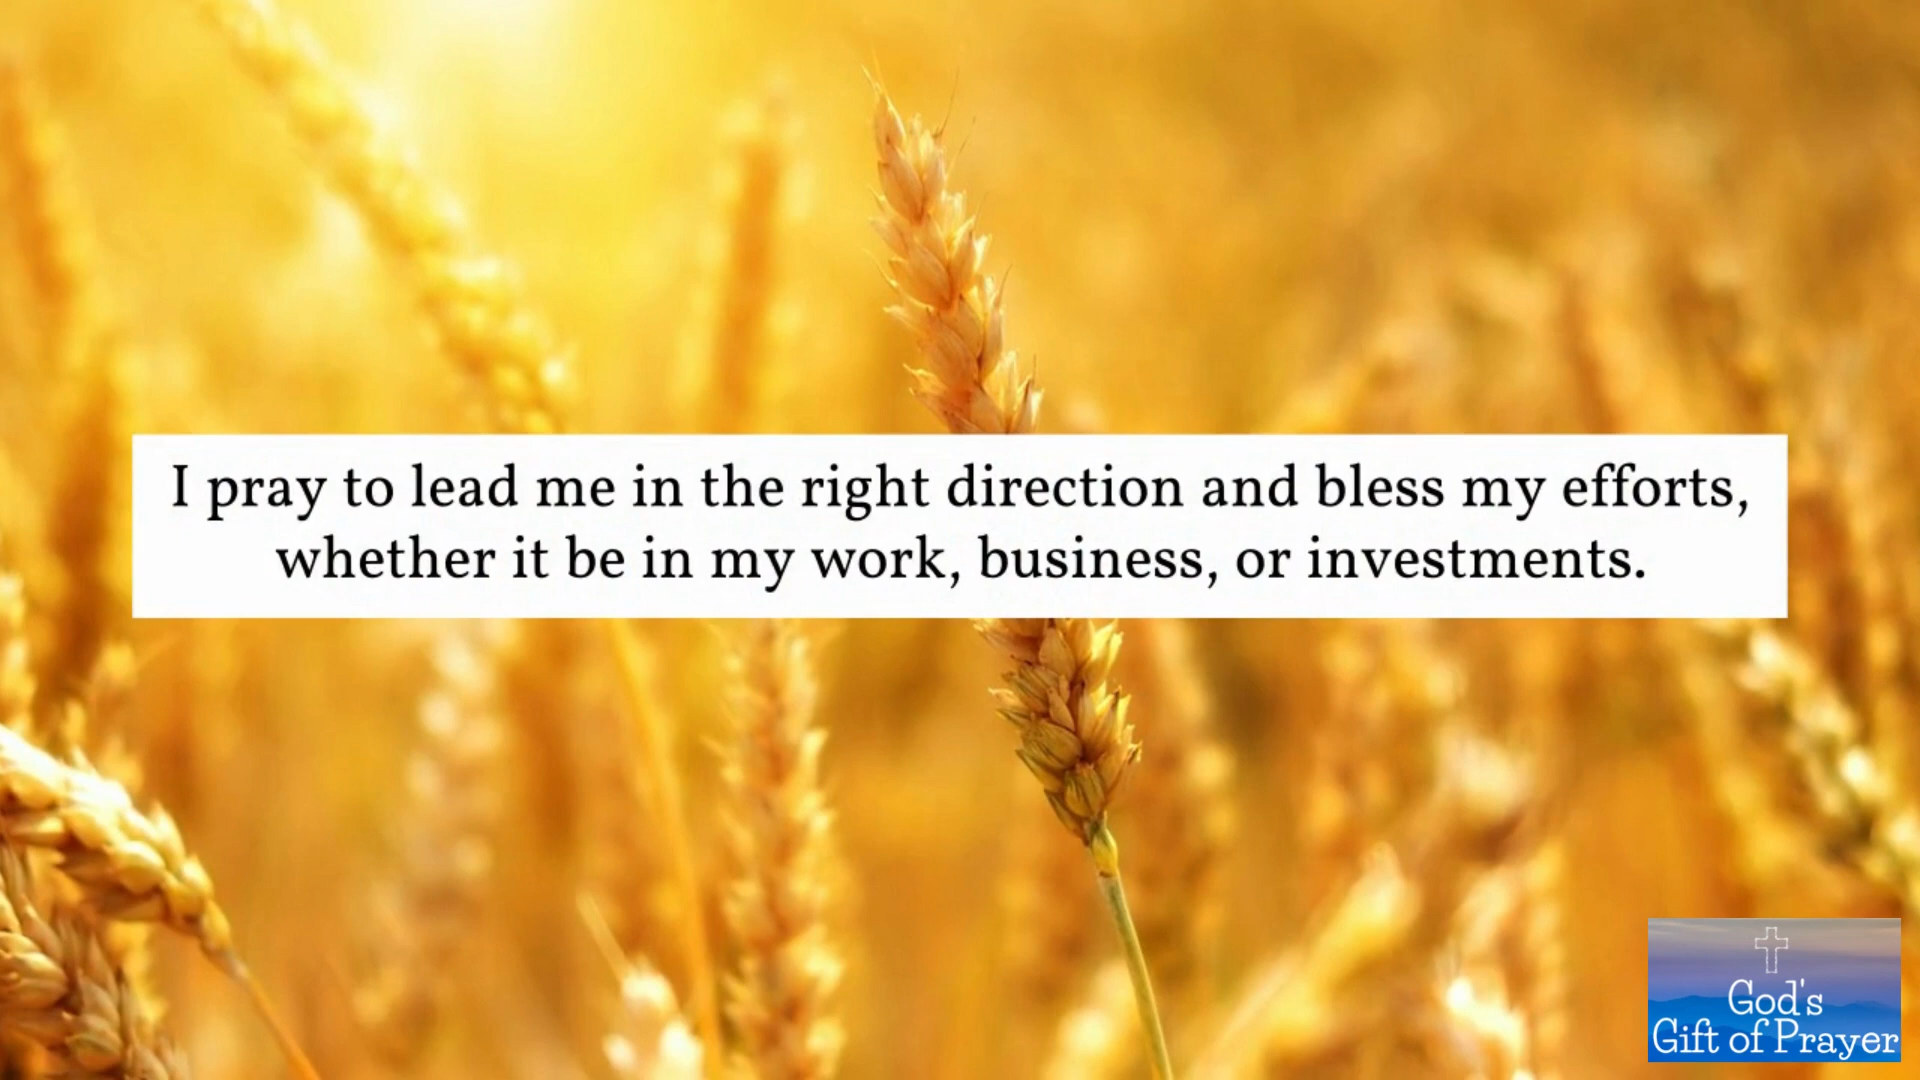 I pray to lead me in the right direction and bless my efforts,
whether it be in my work, business, or investments.
God's
Gift of Prayer